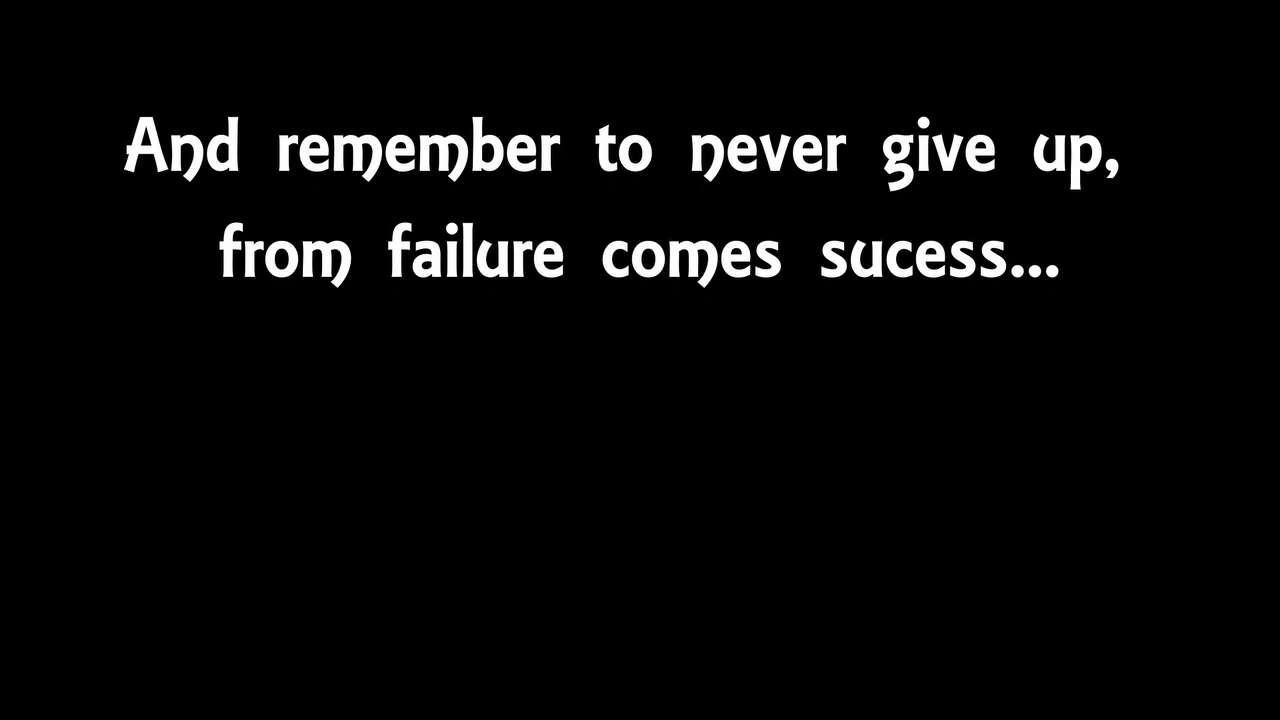 And remember to never give up,
from failure comes sucess...